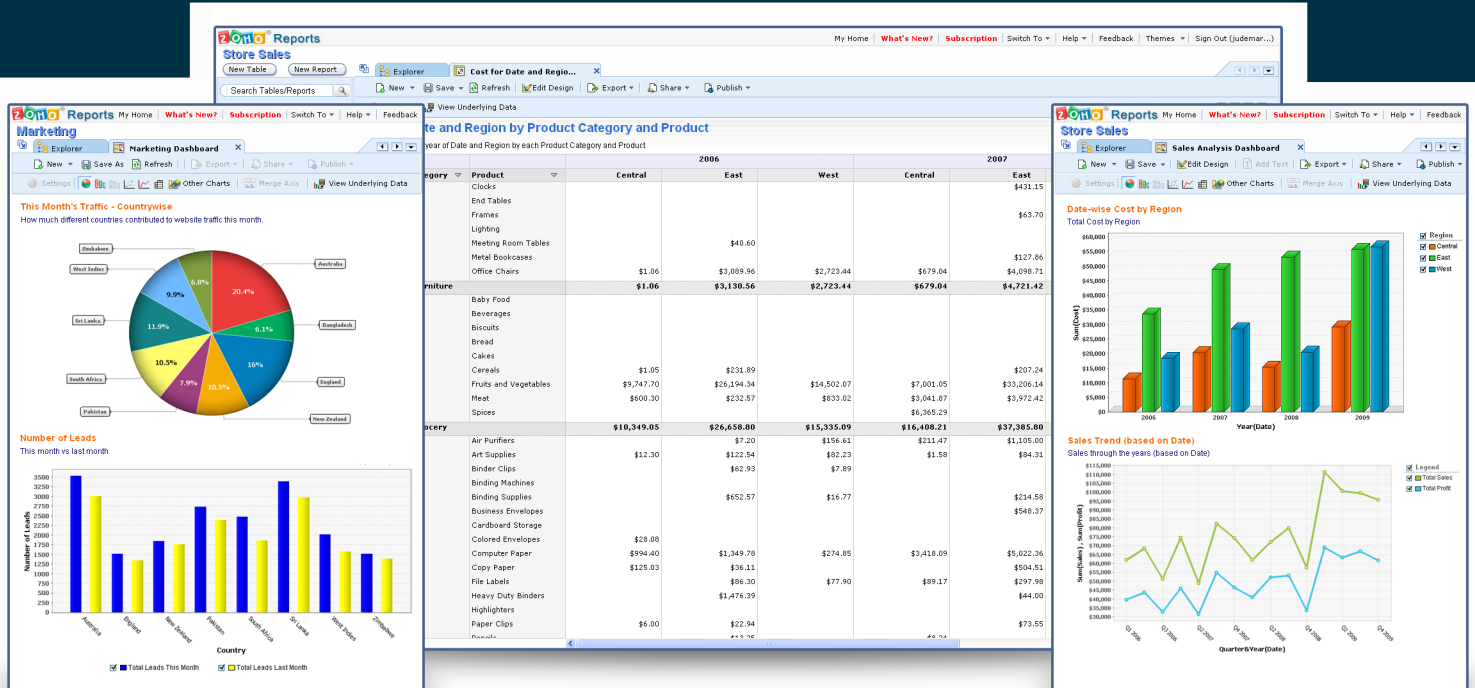 ZOHO® Reports
My Home What's New? Subscription Switch To Help Feedback Themes Sign Out (judemar...)
Store Sales
New Table New Report
Explorer Cost for Date and Regio...
Search Tables/Reports
New Save Refresh Edit Design Export Share Publish
View Underlying Data
te and Region by Product Category and Product
year of Date and Region by each Product Category and Product
2006 2007
egory Product Central East West Central East
Clocks $431.15
End Tables
Frames $63.70
Lighting
Meeting Room Tables $40.60
Metal Bookcases $127.86
Office Chairs $1.06 $3,089.96 $2,723.44 $679.04 $4,098.71
rniture $1.06 $3,130.56 $2,723.44 $679.04 $4,721.42
Baby Food
Beverages
Biscuits
Bread
Cakes
Cereals $1.05 $231.89 $207.24
Fruits and Vegetables $9,747.70 $26,194.34 $14,502.07 $7,001.05 $33,206.14
Meat $600.30 $232.57 $833.02 $3,041.87 $3,972.42
Spices $6,365.29
ocery $10,349.05 $26,658.80 $15,335.09 $16,408.21 $37,385.80
Air Purifiers $7.20 $156.61 $211.47 $1,105.00
Art Supplies $12.30 $122.54 $82.23 $1.58 $84.31
Binder Clips $62.93 $7.89
Binding Machines
Binding Supplies $652.57 $16.77 $214.58
Business Envelopes $548.37
Cardboard Storage
Colored Envelopes $28.08
Computer Paper $994.40 $1,349.78 $274.85 $3,418.09 $5,022.36
Copy Paper $125.03 $36.11 $504.51
File Labels $86.30 $77.90 $89.17 $297.98
Heavy Duty Binders $1,476.39 $44.00
Highlighters
Paper Clips $6.00 $22.94 $73.55
ZOHO® Reports My Home What's New? Subscription Switch To Help Feedback
Marketing
Explorer Marketing Dashboard
New Save As Refresh Export Share Publish
Settings Other Charts Merge Axis View Underlying Data
This Month's Traffic - Countrywise
How much different countries contributed to website traffic this month.
Zimbabwe
West Indies
Australia
6.8%
20.4%
9.9%
Sri Lanka
11.9%
6.1%
Bangladesh
10.5%
16%
South Africa
7.9%
10.5%
England
Pakistan
New Zealand
Number of Leads
This month vs last month
Number of Leads
3500
3250
3000
2750
2500
2250
2000
1750
1500
1250
1000
750
500
250
0
Australia England New Zealand Pakistan South Africa Sri Lanka West Indies Zimbabwe
Country
Total Leads This Month Total Leads Last Month
ZOHO® Reports My Home What's New? Subscription Switch To Help Feedback
Store Sales
Explorer Sales Analysis Dashboard
New Save Edit Design Add Text Export Share Publish
Settings Other Charts Merge Axis View Underlying Data
Date-wise Cost by Region
Total Cost by Region
Sum(Cost)
$60,000
$55,000
$50,000
$45,000
$40,000
$35,000
$30,000
$25,000
$20,000
$15,000
$10,000
$5,000
$0
2006 2007 2008 2009
Year(Date)
Region
Central
East
West
Sales Trend (based on Date)
Sales through the years (based on Date)
Sum(Sales) , Sum(Profit)
$115,000
$110,000
$105,000
$100,000
$95,000
$90,000
$85,000
$80,000
$75,000
$70,000
$65,000
$60,000
$55,000
$50,000
$45,000
$40,000
$35,000
$30,000
Q1 2006 Q3 2006 Q2 2007 Q4 2007 Q2 2008 Q4 2008 Q2 2009 Q4 2009
Quarter&Year(Date)
Legend
Total Sales
Total Profit